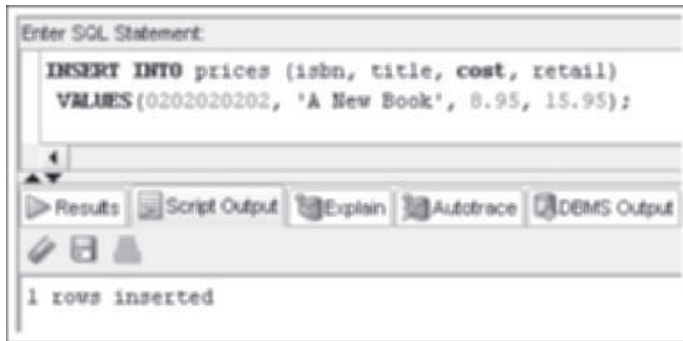 Enter SQL Statement:
INSERT INTO prices (isbn, title, cost, retail)
VALUES(0202020202, 'A New Book', 8.95, 15.95);
Results Script Output Explain Autotrace DBMS Output
1 rows inserted